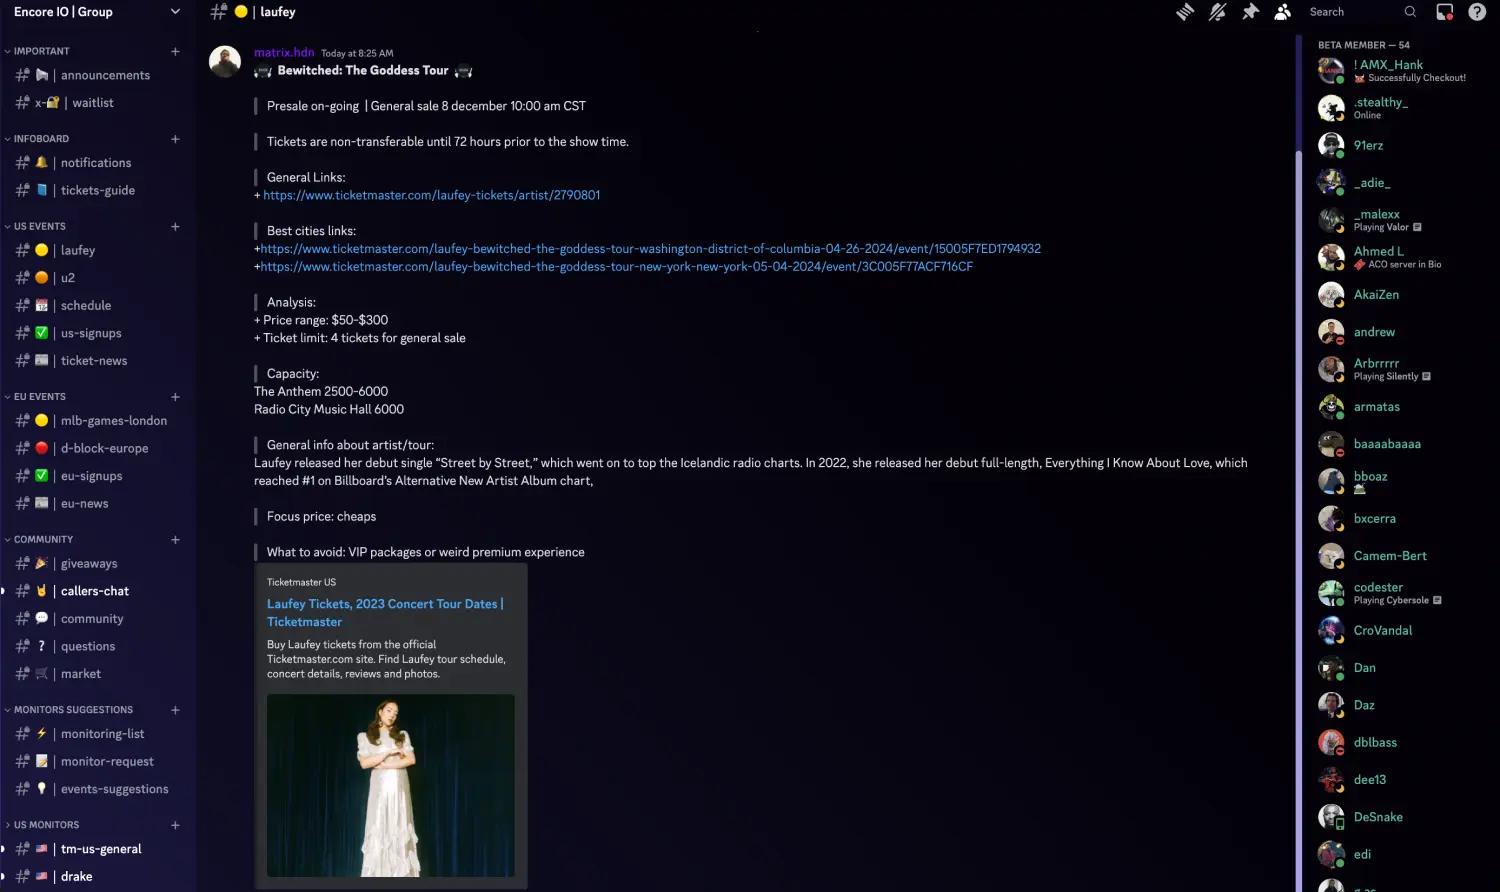 Encore IO | Group
IMPORTANT
announcements
x- | waitlist
INFOBOARD
notifications
tickets-guide
US EVENTS
laufey
u2
schedule
us-signups
ticket-news
EU EVENTS
mlb-games-london
d-block-europe
eu-signups
eu-news
COMMUNITY
giveaways
callers-chat
community
questions
market
MONITORS SUGGESTIONS
monitoring-list
monitor-request
events-suggestions
US MONITORS
tm-us-general
drake
| laufey
Search
matrix.hdn Today at 8:25 AM
Bewitched: The Goddess Tour
Presale on-going | General sale 8 december 10:00 am CST
Tickets are non-transferable until 72 hours prior to the show time.
General Links:
+ https://www.ticketmaster.com/laufey-tickets/artist/2790801
Best cities links:
+https://www.ticketmaster.com/laufey-bewitched-the-goddess-tour-washington-district-of-columbia-04-26-2024/event/15005F7ED1794932
+https://www.ticketmaster.com/laufey-bewitched-the-goddess-tour-new-york-new-york-05-04-2024/event/3C005F77ACF716CF
Analysis:
+ Price range: $50-$300
+ Ticket limit: 4 tickets for general sale
Capacity:
The Anthem 2500-6000
Radio City Music Hall 6000
General info about artist/tour:
Laufey released her debut single “Street by Street,” which went on to top the Icelandic radio charts. In 2022, she released her debut full-length, Everything I Know About Love, which
reached #1 on Billboard’s Alternative New Artist Album chart,
Focus price: cheaps
What to avoid: VIP packages or weird premium experience
Ticketmaster US
Laufey Tickets, 2023 Concert Tour Dates |
Ticketmaster
Buy Laufey tickets from the official
Ticketmaster.com site. Find Laufey tour schedule,
concert details, reviews and photos.
BETA MEMBER — 54
! AMX_Hank
Successfully Checkout!
.stealthy_
Online
91erz
_adie_
_malexx
Playing Valor
Ahmed L
ACO server in Bio
AkaiZen
andrew
Arbrrrrr
Playing Silently
armatas
baaaabaaaa
bboaz
bxcerra
Camem-Bert
codester
Playing Cybersole
CroVandal
Dan
Daz
dblbass
dee13
DeSnake
edi